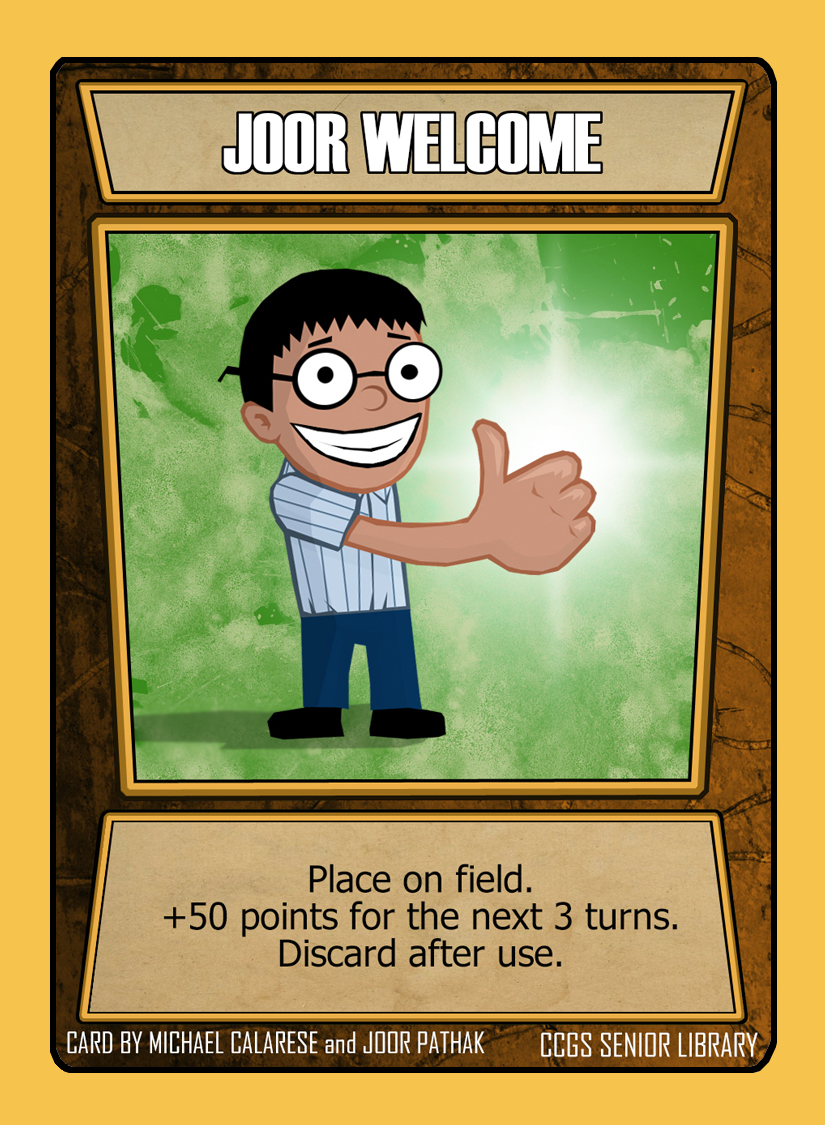 JOOR WELCOME
Place on field.
+50 points for the next 3 turns.
Discard after use.
CARD BY MICHAEL CALARESE and JOOR PATHAK
CCGS SENIOR LIBRARY